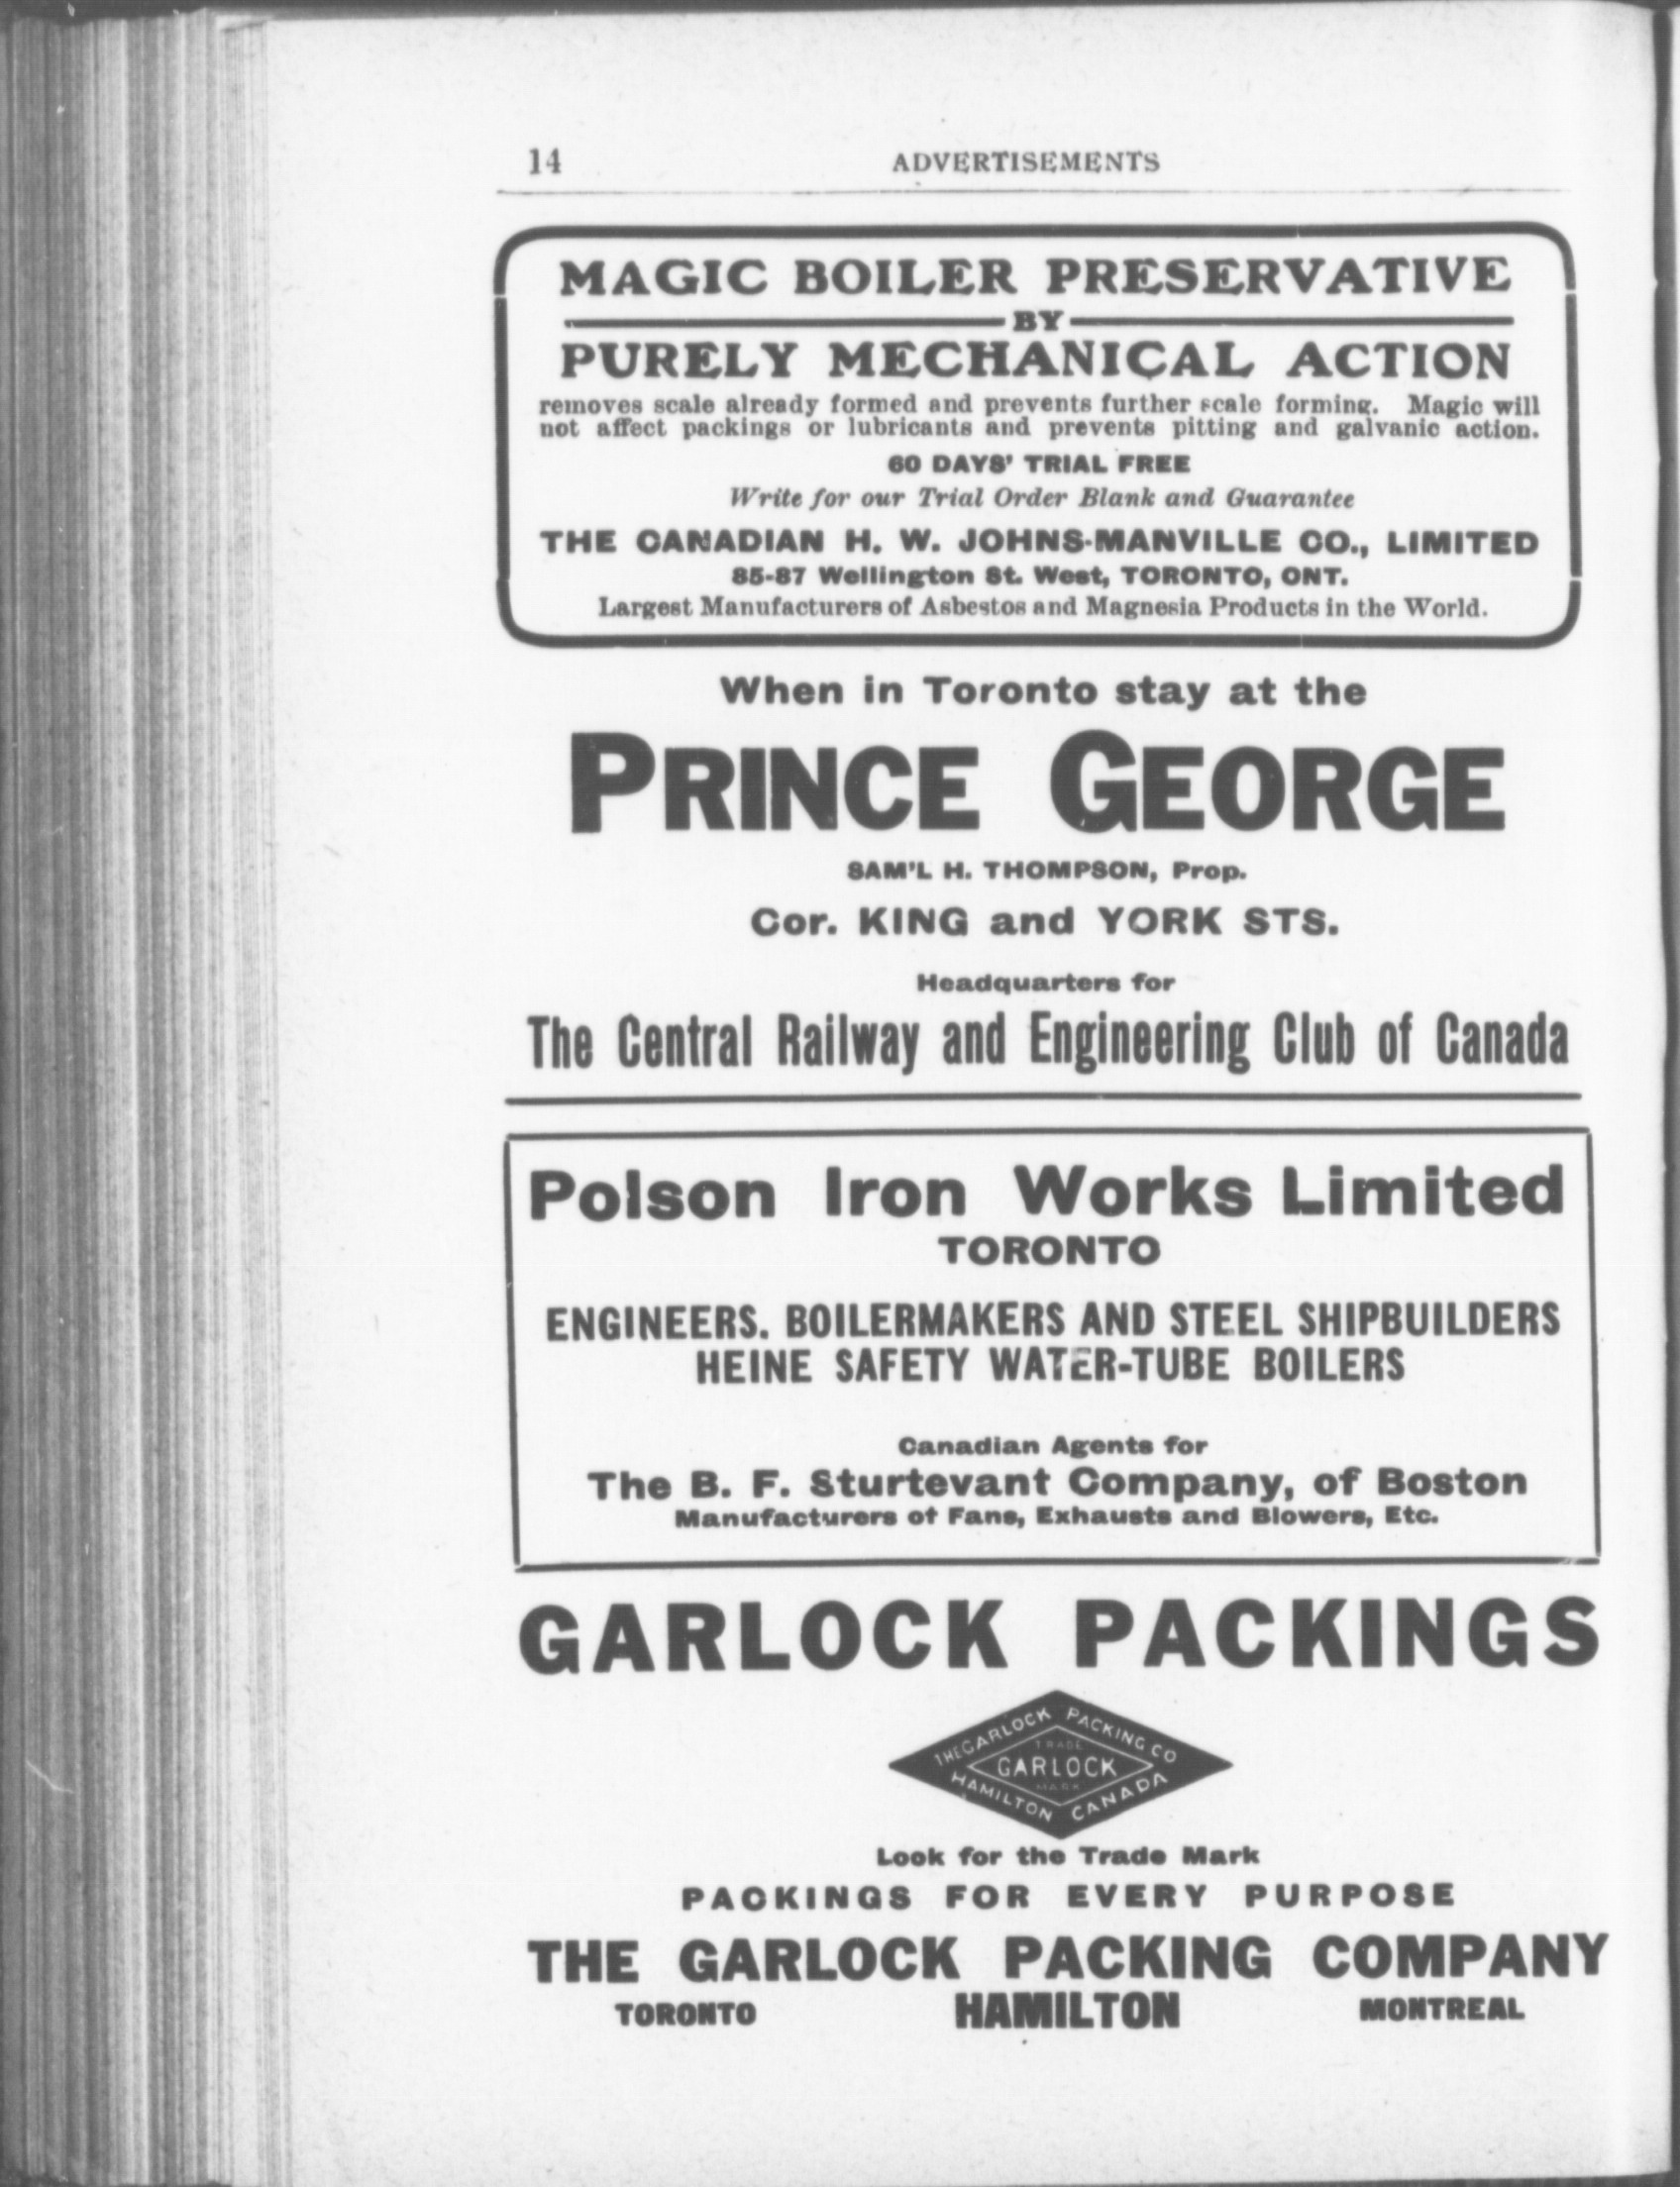 14 ADVERTISEMENTS
MAGIC BOILER PRESERVATIVE
BY
PURELY MECHANICAL ACTION
removes scale already formed and prevents further scale forming. Magic will
not affect packings or lubricants and prevents pitting and galvanic action.
60 DAYS' TRIAL FREE
Write for our Trial Order Blank and Guarantee
THE CANADIAN H. W. JOHNS-MANVILLE CO., LIMITED
85-87 Wellington St. West, TORONTO, ONT.
Largest Manufacturers of Asbestos and Magnesia Products in the World.
When in Toronto stay at the
PRINCE GEORGE
SAM'L H. THOMPSON, Prop.
Cor. KING and YORK STS.
Headquarters for
The Central Railway and Engineering Club of Canada
Polson Iron Works Limited
TORONTO
ENGINEERS. BOILERMAKERS AND STEEL SHIPBUILDERS
HEINE SAFETY WATER-TUBE BOILERS
Canadian Agents for
The B. F. Sturtevant Company, of Boston
Manufacturers of Fans, Exhausts and Blowers, Etc.
GARLOCK PACKINGS
THE GARLOCK PACKING CO
TRADE
GARLOCK
MARK
HAMILTON CANADA
Look for the Trade Mark
PACKINGS FOR EVERY PURPOSE
THE GARLOCK PACKING COMPANY
TORONTO HAMILTON MONTREAL